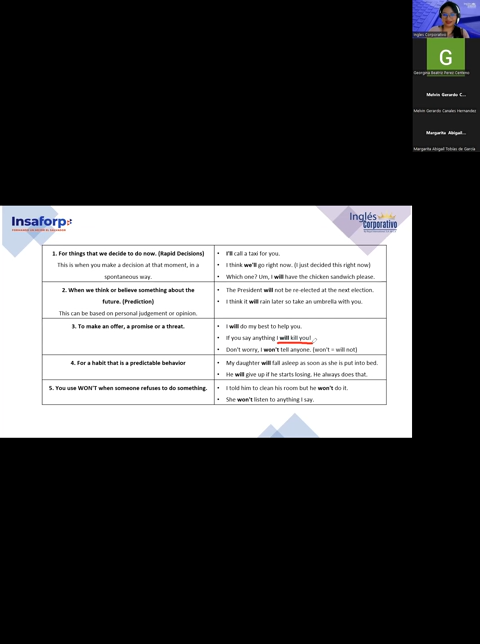 Inglés Corporativo
G
Georgina Beatriz Perez Centeno
Melvin Gerardo C...
Melvin Gerardo Canales Hernandez
Margarita Abigail...
Margarita Abigail Tobias de Garcia
Insaforp
Inglés
Corporativo
1. For things that we decide to do now. (Rapid Decisions)
This is when you make a decision at that moment, in a
spontaneous way.
• I'll call a taxi for you.
• I think we'll go right now. (I just decided this right now)
• Which one? Um, I will have the chicken sandwich please.
2. When we think or believe something about the
future. (Prediction)
This can be based on personal judgement or opinion.
• The President will not be re-elected at the next election.
• I think it will rain later so take an umbrella with you.
3. To make an offer, a promise or a threat.
• I will do my best to help you.
• If you say anything I will kill you!
• Don't worry, I won't tell anyone. (won't = will not)
4. For a habit that is a predictable behavior
• My daughter will fall asleep as soon as she is put into bed.
• He will give up if he starts losing. He always does that.
5. You use WON'T when someone refuses to do something.
• I told him to clean his room but he won't do it.
• She won't listen to anything I say.